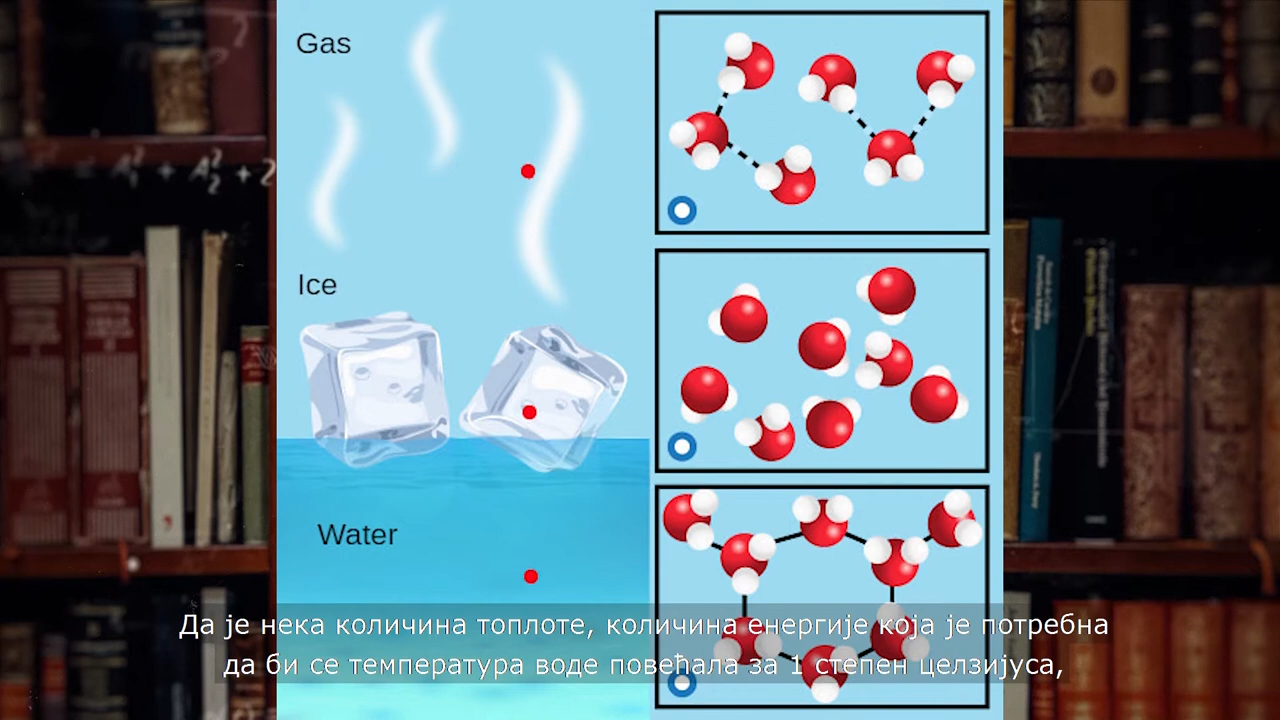 Gas
Ice
Water
Да је нека количина топлоте, количина енергије која је потребна
да би се температура воде повећала за 1 степен целзијуса,